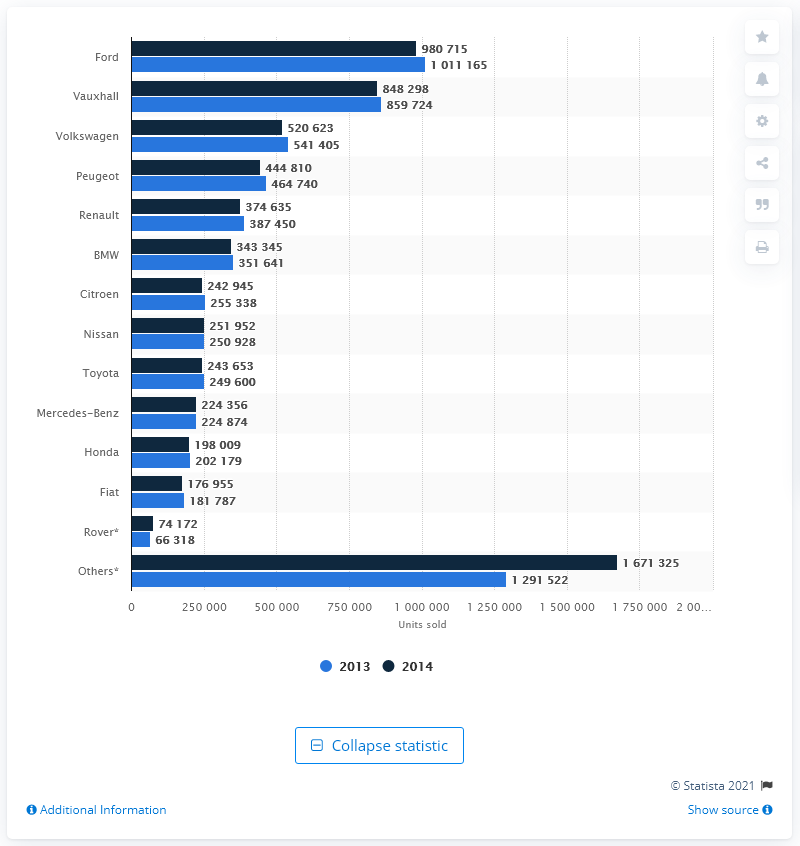 Ford
980 715
1 011 165
Vauxhall
848 298
859 724
Volkswagen
520 623
541 405
Peugeot
444 810
464 740
Renault
374 635
387 450
BMW
343 345
351 641
Citroen
242 945
255 338
Nissan
251 952
250 928
Toyota
243 653
249 600
Mercedes-Benz
224 356
224 874
Honda
198 009
202 179
Fiat
176 955
181 787
Rover*
74 172
66 318
Others*
1 671 325
1 291 522
0 250 000 500 000 750 000 1 000 000 1 250 000 1 500 000 1 750 000 2 00...
Units sold
2013 2014
Collapse statistic
© Statista 2021
Additional Information Show source